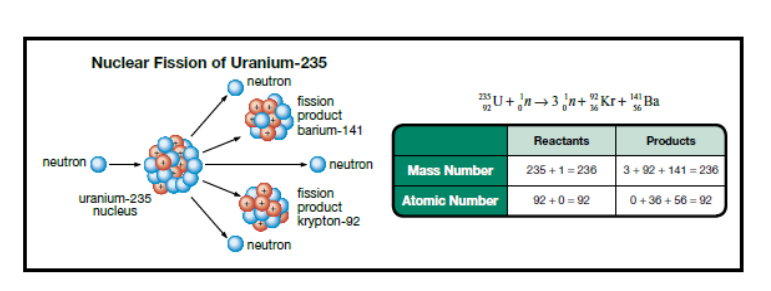 Nuclear Fission of Uranium-235
neutron
fission
product
barium-141
neutron
neutron
uranium-235
nucleus
fission
product
krypton-92
neutron
²³⁵₉₂U + ¹₀n → 3 ¹₀n + ⁹²₃₆Kr + ¹⁴¹₅₆Ba
Reactants Products
Mass Number 235 + 1 = 236 3 + 92 + 141 = 236
Atomic Number 92 + 0 = 92 0 + 36 + 56 = 92